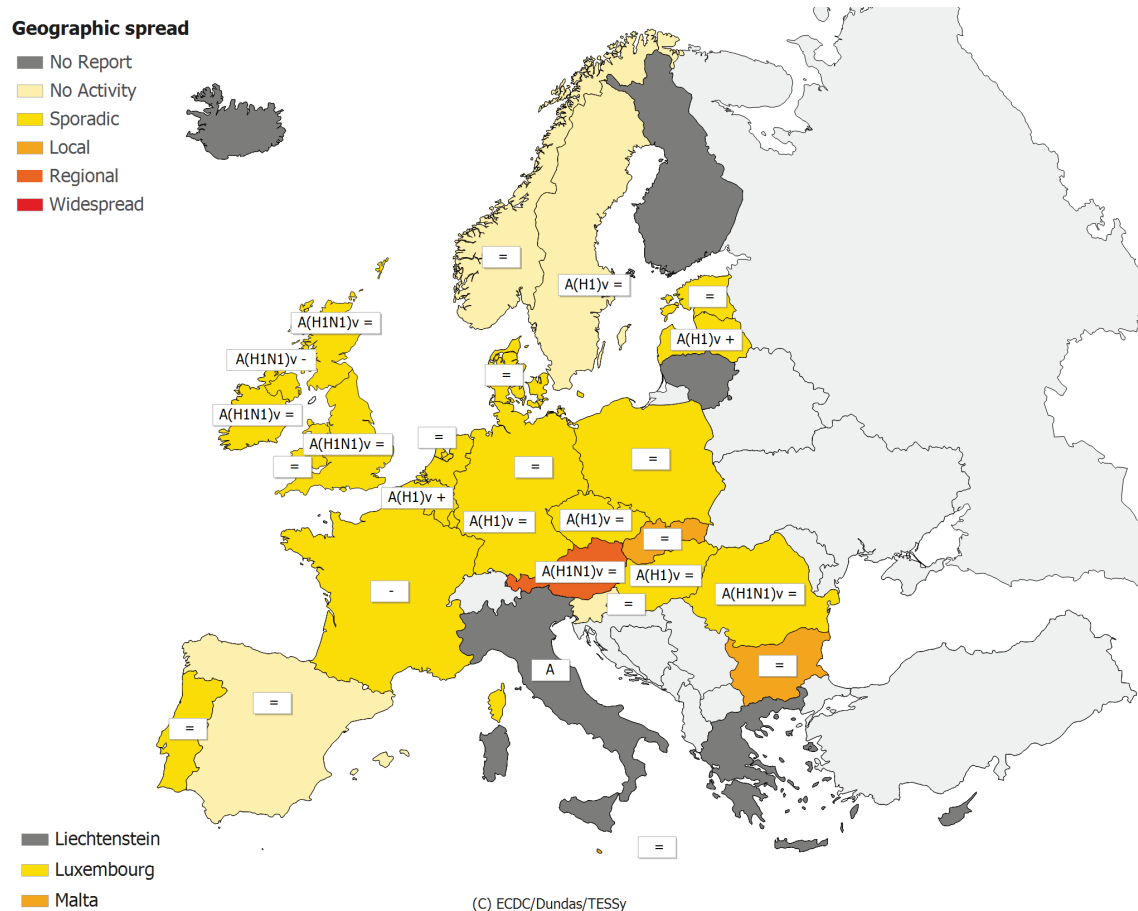 Geographic spread
No Report
No Activity
Sporadic
Local
Regional
Widespread
=
A(H1)v =
=
A(H1N1)v =
A(H1)v +
A(H1N1)v -
=
A(H1N1)v =
=
A(H1N1)v =
=
=
=
A(H1)v +
A(H1)v =
A(H1)v =
=
A(H1N1)v =
A(H1)v =
-
A(H1N1)v =
=
=
A
=
=
=
Liechtenstein
Luxembourg
Malta
(C) ECDC/Dundas/TESSy